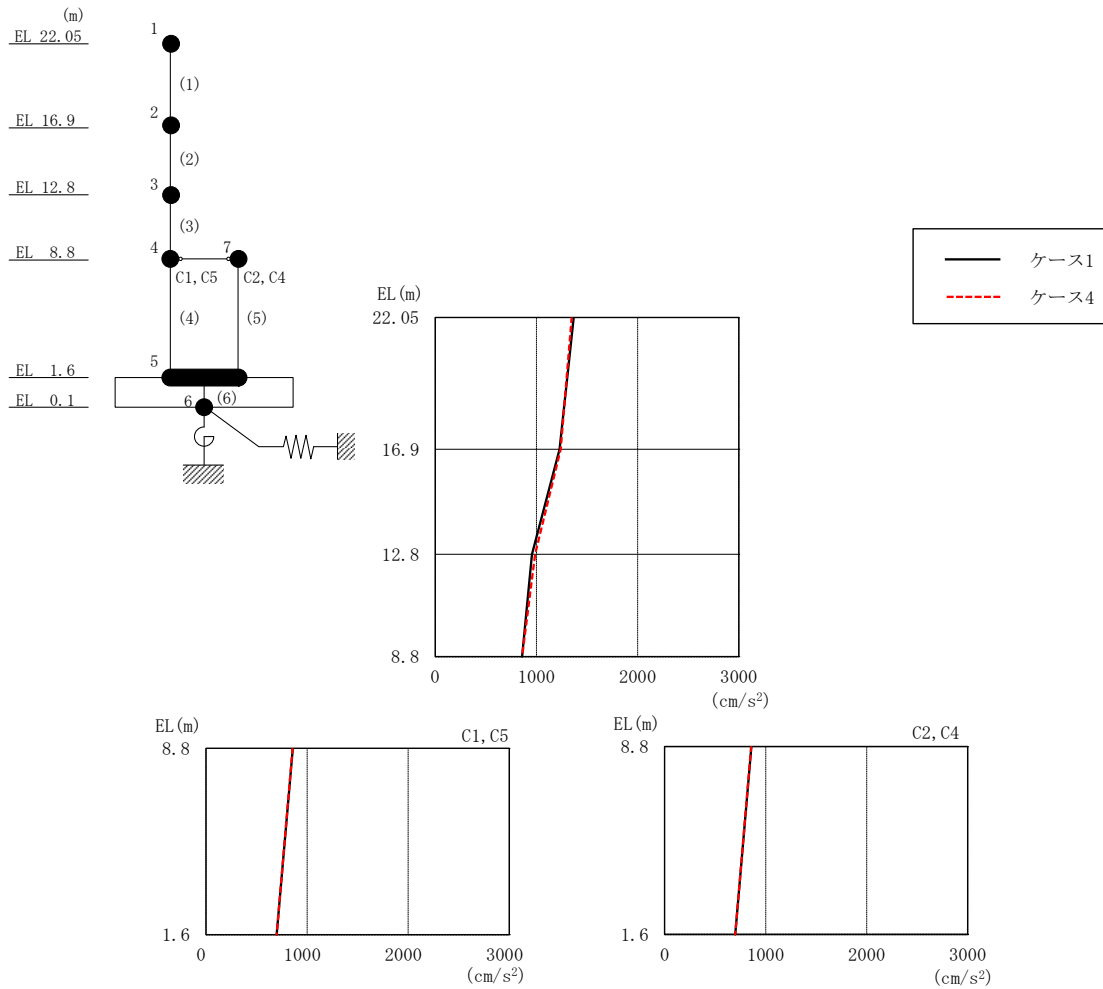 (m)
EL 22.05
EL 16.9
EL 12.8
EL 8.8
EL 1.6
EL 0.1
1
(1)
2
(2)
3
(3)
4
7
C1,C5
C2,C4
(4)
(5)
5
6
(6)
ケース1
ケース4
EL(m)
22.05
16.9
12.8
8.8
0
1000
2000
3000
(cm/s²)
EL(m)
C1,C5
8.8
1.6
0
1000
2000
3000
(cm/s²)
EL(m)
C2,C4
8.8
1.6
0
1000
2000
3000
(cm/s²)